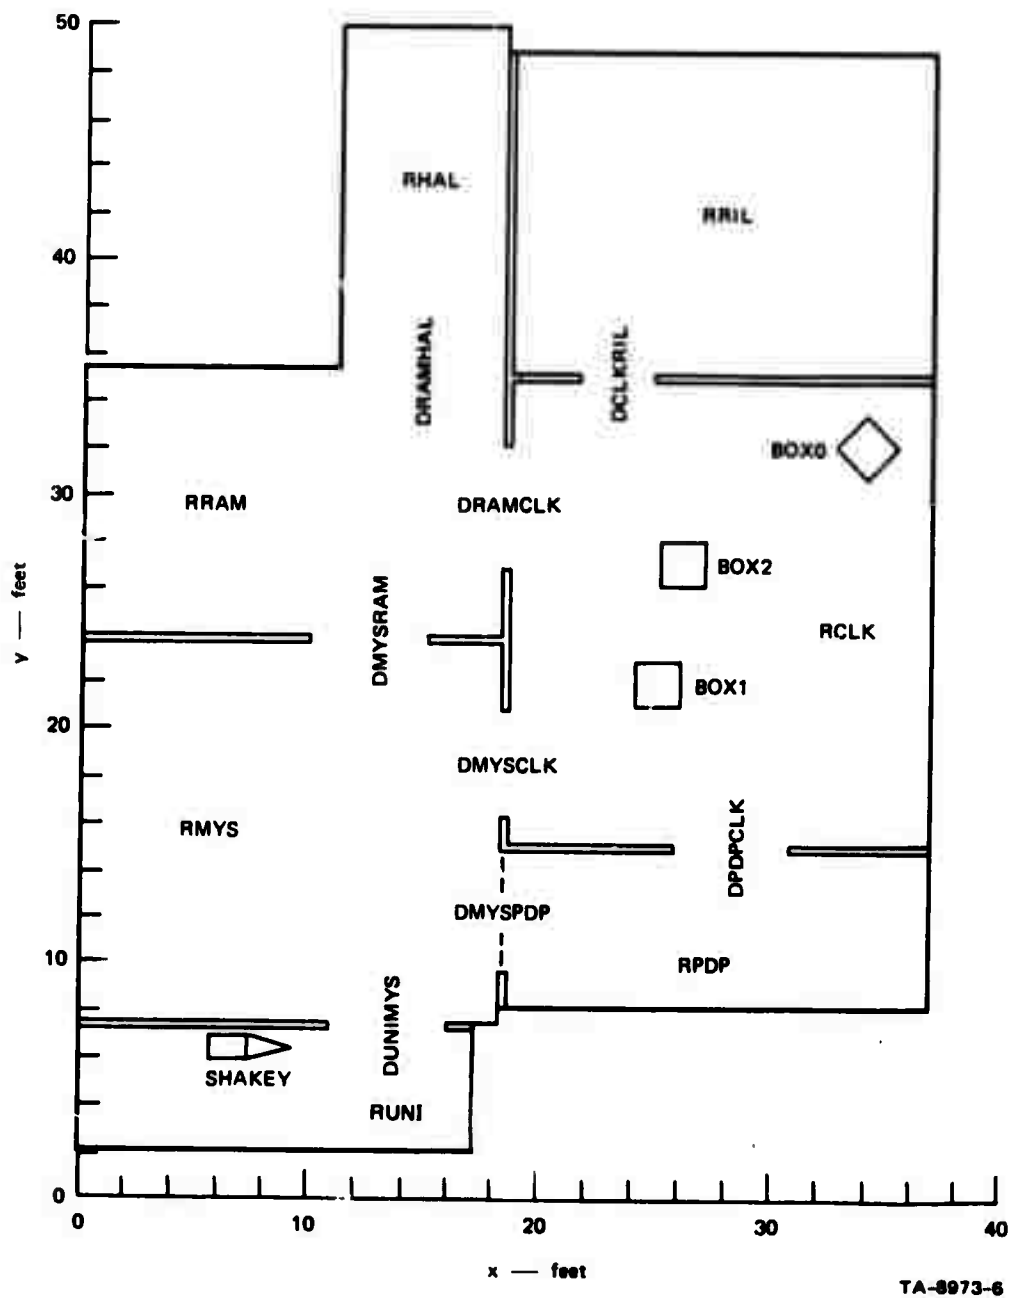 50
RHAL
RRIL
40
DRAMHAL
DCLKRIL
BOX0
30
RRAM
DRAMCLK
BOX2
y — feet
DMYSRAM
RCLK
BOX1
20
DMYSCLK
RMYS
DPDPCLK
DMYSPDP
10
RPDP
DUNIMYS
SHAKEY
RUNI
0
0 10 20 30 40
x — feet
TA-8973-6